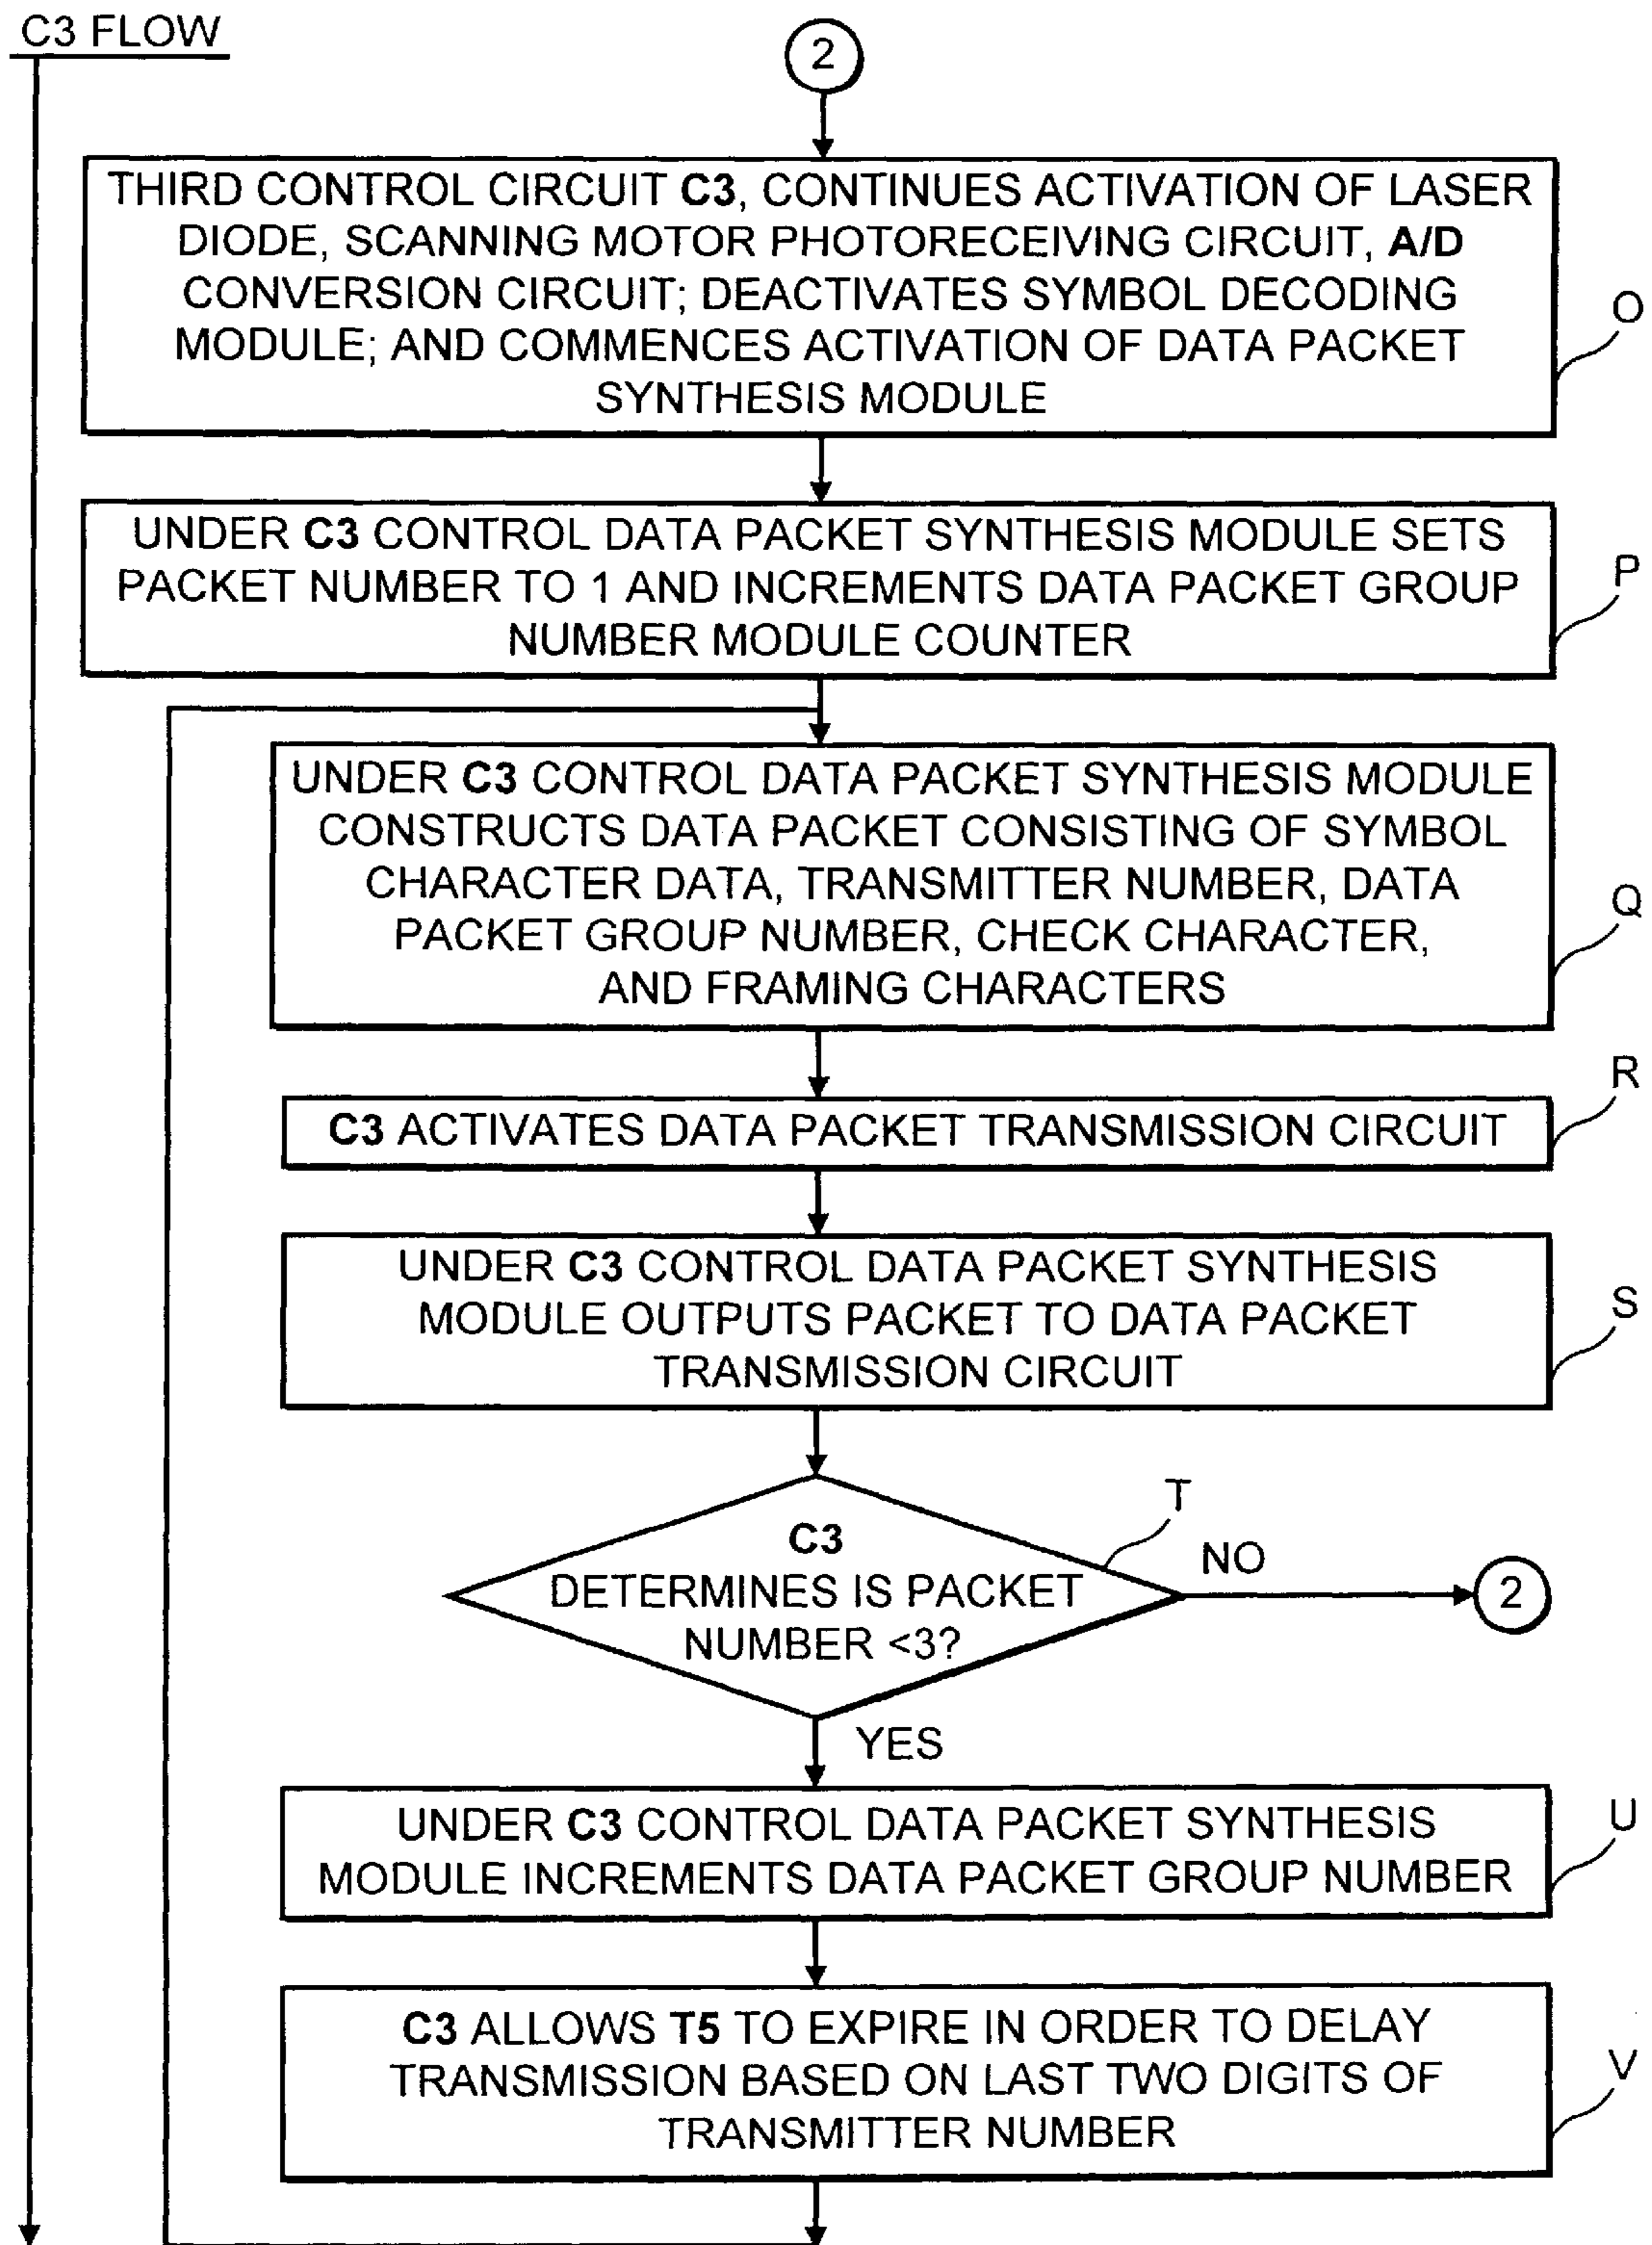 C3 FLOW
2
THIRD CONTROL CIRCUIT C3, CONTINUES ACTIVATION OF LASER
DIODE, SCANNING MOTOR PHOTORECEIVING CIRCUIT, A/D
CONVERSION CIRCUIT; DEACTIVATES SYMBOL DECODING
MODULE; AND COMMENCES ACTIVATION OF DATA PACKET
SYNTHESIS MODULE
O
UNDER C3 CONTROL DATA PACKET SYNTHESIS MODULE SETS
PACKET NUMBER TO 1 AND INCREMENTS DATA PACKET GROUP
NUMBER MODULE COUNTER
P
UNDER C3 CONTROL DATA PACKET SYNTHESIS MODULE
CONSTRUCTS DATA PACKET CONSISTING OF SYMBOL
CHARACTER DATA, TRANSMITTER NUMBER, DATA
PACKET GROUP NUMBER, CHECK CHARACTER,
AND FRAMING CHARACTERS
Q
C3 ACTIVATES DATA PACKET TRANSMISSION CIRCUIT
R
UNDER C3 CONTROL DATA PACKET SYNTHESIS
MODULE OUTPUTS PACKET TO DATA PACKET
TRANSMISSION CIRCUIT
S
C3
DETERMINES IS PACKET
NUMBER <3?
T
NO
2
YES
UNDER C3 CONTROL DATA PACKET SYNTHESIS
MODULE INCREMENTS DATA PACKET GROUP NUMBER
U
C3 ALLOWS T5 TO EXPIRE IN ORDER TO DELAY
TRANSMISSION BASED ON LAST TWO DIGITS OF
TRANSMITTER NUMBER
V